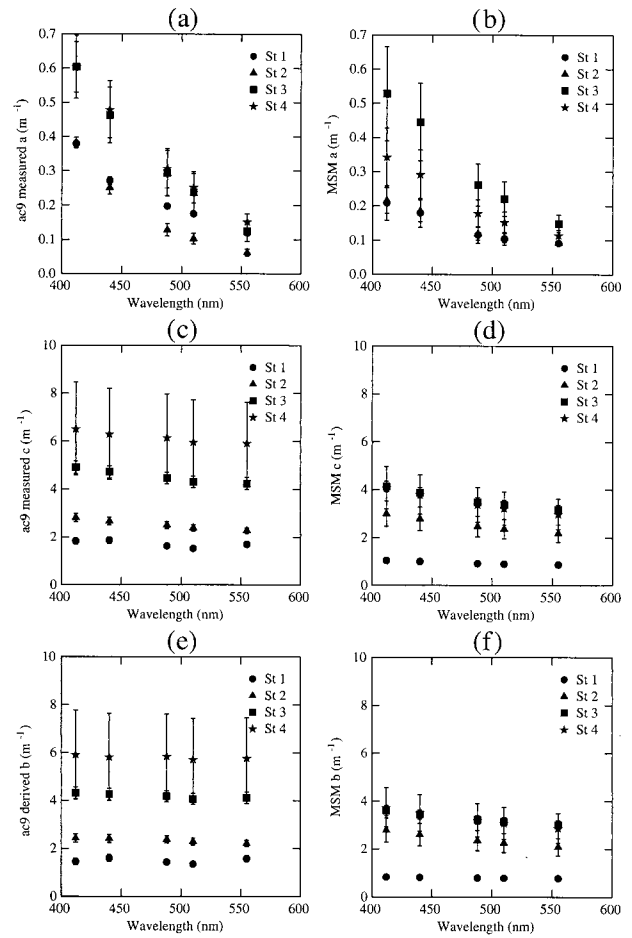 (a)
0.7
0.6
0.5
0.4
0.3
0.2
0.1
0.0
ac9 measured a (m⁻¹)
St 1
St 2
St 3
St 4
400
450
500
550
600
Wavelength (nm)
(b)
0.7
0.6
0.5
0.4
0.3
0.2
0.1
0.0
MSM a (m⁻¹)
St 1
St 2
St 3
St 4
400
450
500
550
600
Wavelength (nm)
(c)
10
8
6
4
2
0
ac9 measured c (m⁻¹)
St 1
St 2
St 3
St 4
400
450
500
550
600
Wavelength (nm)
(d)
10
8
6
4
2
0
MSM c (m⁻¹)
St 1
St 2
St 3
St 4
400
450
500
550
600
Wavelength (nm)
(e)
10
8
6
4
2
0
ac9 derived b (m⁻¹)
St 1
St 2
St 3
St 4
400
450
500
550
600
Wavelength (nm)
(f)
10
8
6
4
2
0
MSM b (m⁻¹)
St 1
St 2
St 3
St 4
400
450
500
550
600
Wavelength (nm)